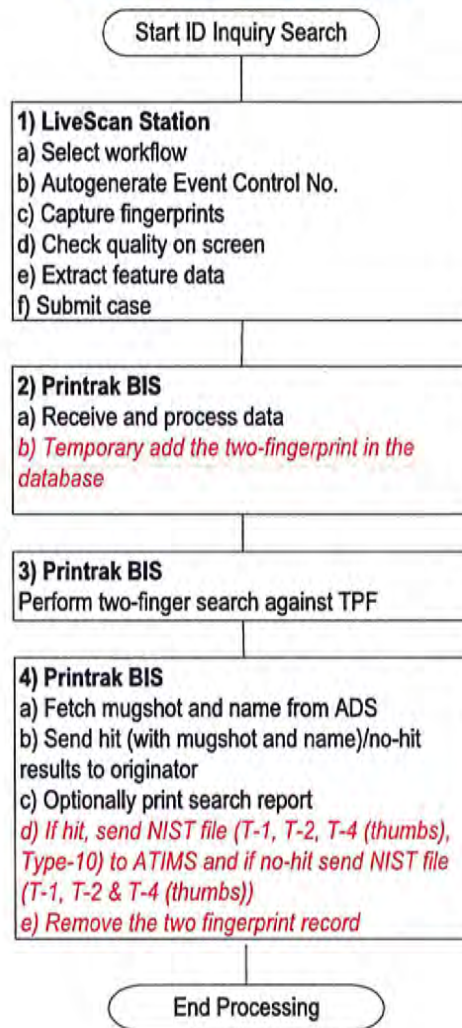 Start ID Inquiry Search
1) LiveScan Station
a) Select workflow
b) Autogenerate Event Control No.
c) Capture fingerprints
d) Check quality on screen
e) Extract feature data
f) Submit case
2) Printrak BIS
a) Receive and process data
b) Temporary add the two-fingerprint in the
database
3) Printrak BIS
Perform two-finger search against TPF
4) Printrak BIS
a) Fetch mugshot and name from ADS
b) Send hit (with mugshot and name)/no-hit
results to originator
c) Optionally print search report
d) If hit, send NIST file (T-1, T-2, T-4 (thumbs),
Type-10) to ATIMS and if no-hit send NIST file
(T-1, T-2 & T-4 (thumbs))
e) Remove the two fingerprint record
End Processing